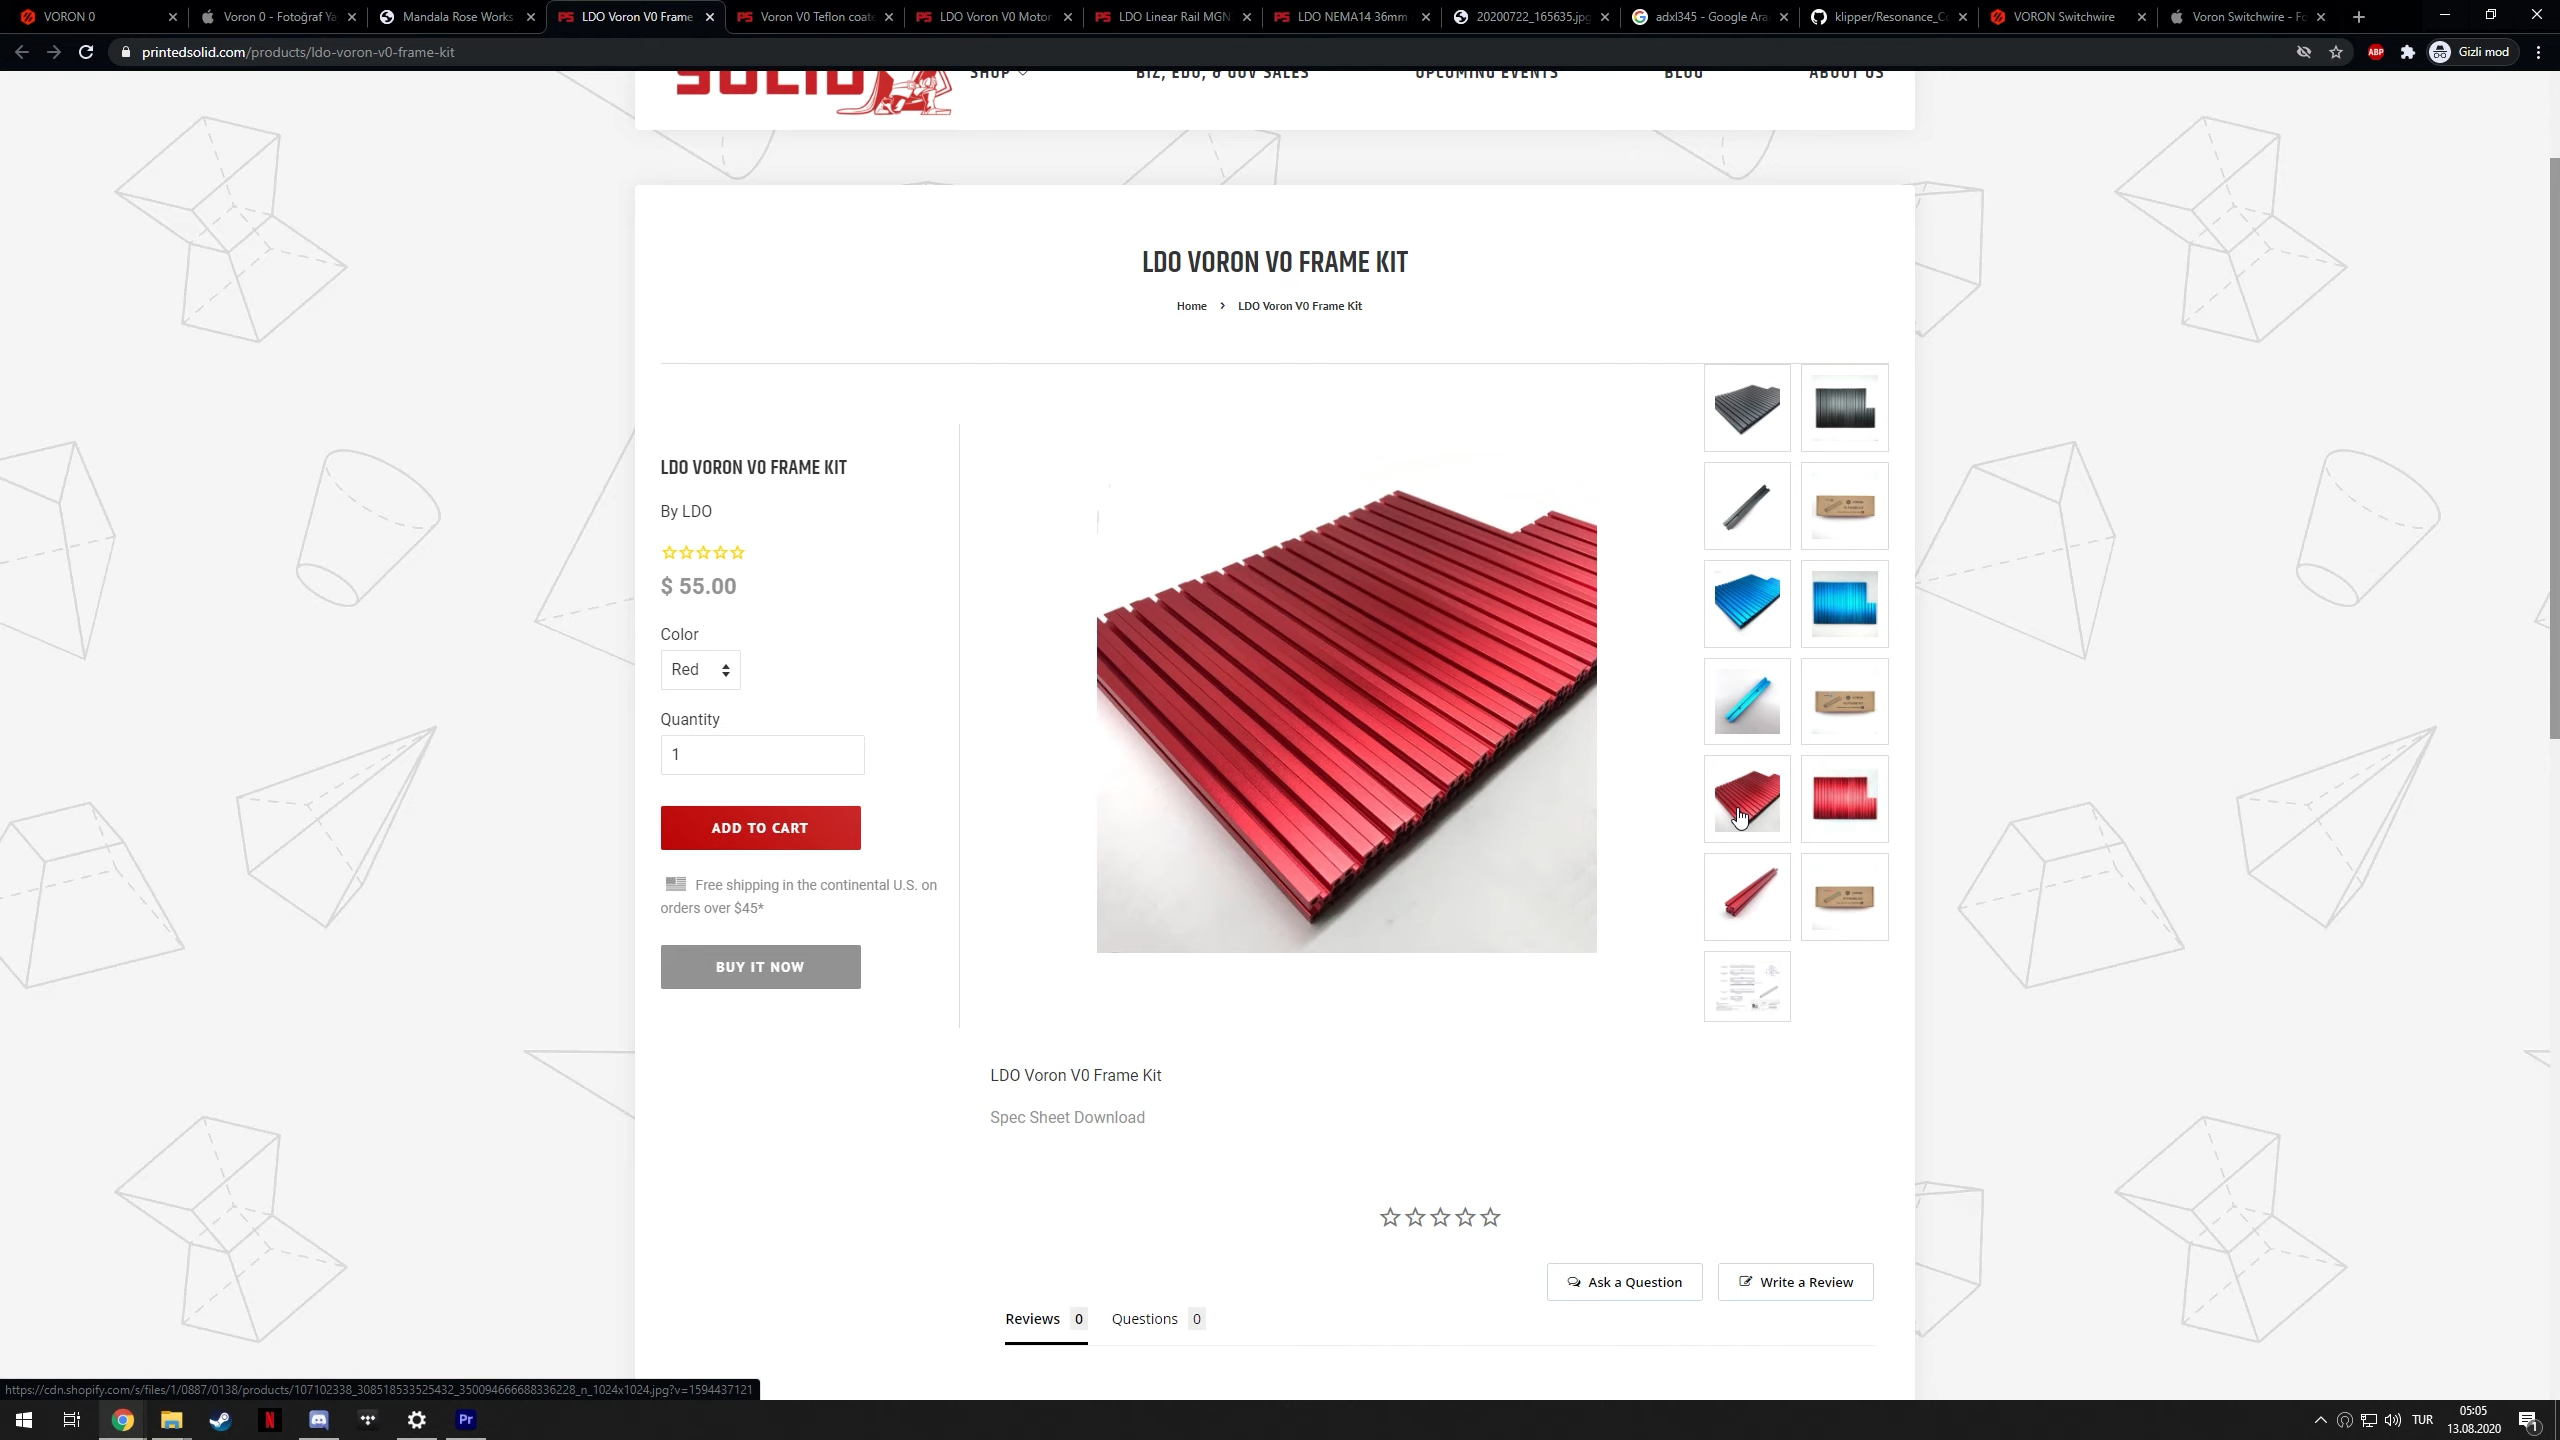 VORON 0
Voron 0 - Fotoğraf Ya
Mandala Rose Works
LDO Voron V0 Frame
Voron V0 Teflon coate
LDO Voron V0 Motor
LDO Linear Rail MGN
LDO NEMA14 36mm
20200722_165635.jpg
adxl345 - Google Ara
klipper/Resonance_Co
VORON Switchwire
Voron Switchwire - Fo
printedsolid.com/products/ldo-voron-v0-frame-kit
ABP
Gizli mod
SOLID
SHOP
BIZ, EDU, & GOV SALES
UPCOMING EVENTS
BLOG
ABOUT US
LDO VORON V0 FRAME KIT
Home > LDO Voron V0 Frame Kit
LDO VORON V0 FRAME KIT
By LDO
$ 55.00
Color
Red
Quantity
1
ADD TO CART
Free shipping in the continental U.S. on
orders over $45*
BUY IT NOW
LDO Voron V0 Frame Kit
Spec Sheet Download
Ask a Question
Write a Review
Reviews 0
Questions 0
https://cdn.shopify.com/s/files/1/0887/0138/products/107102338_308518533525432_350094666688336228_n_1024x1024.jpg?v=1594437121
Pr
TUR
05:05
13.08.2020
1